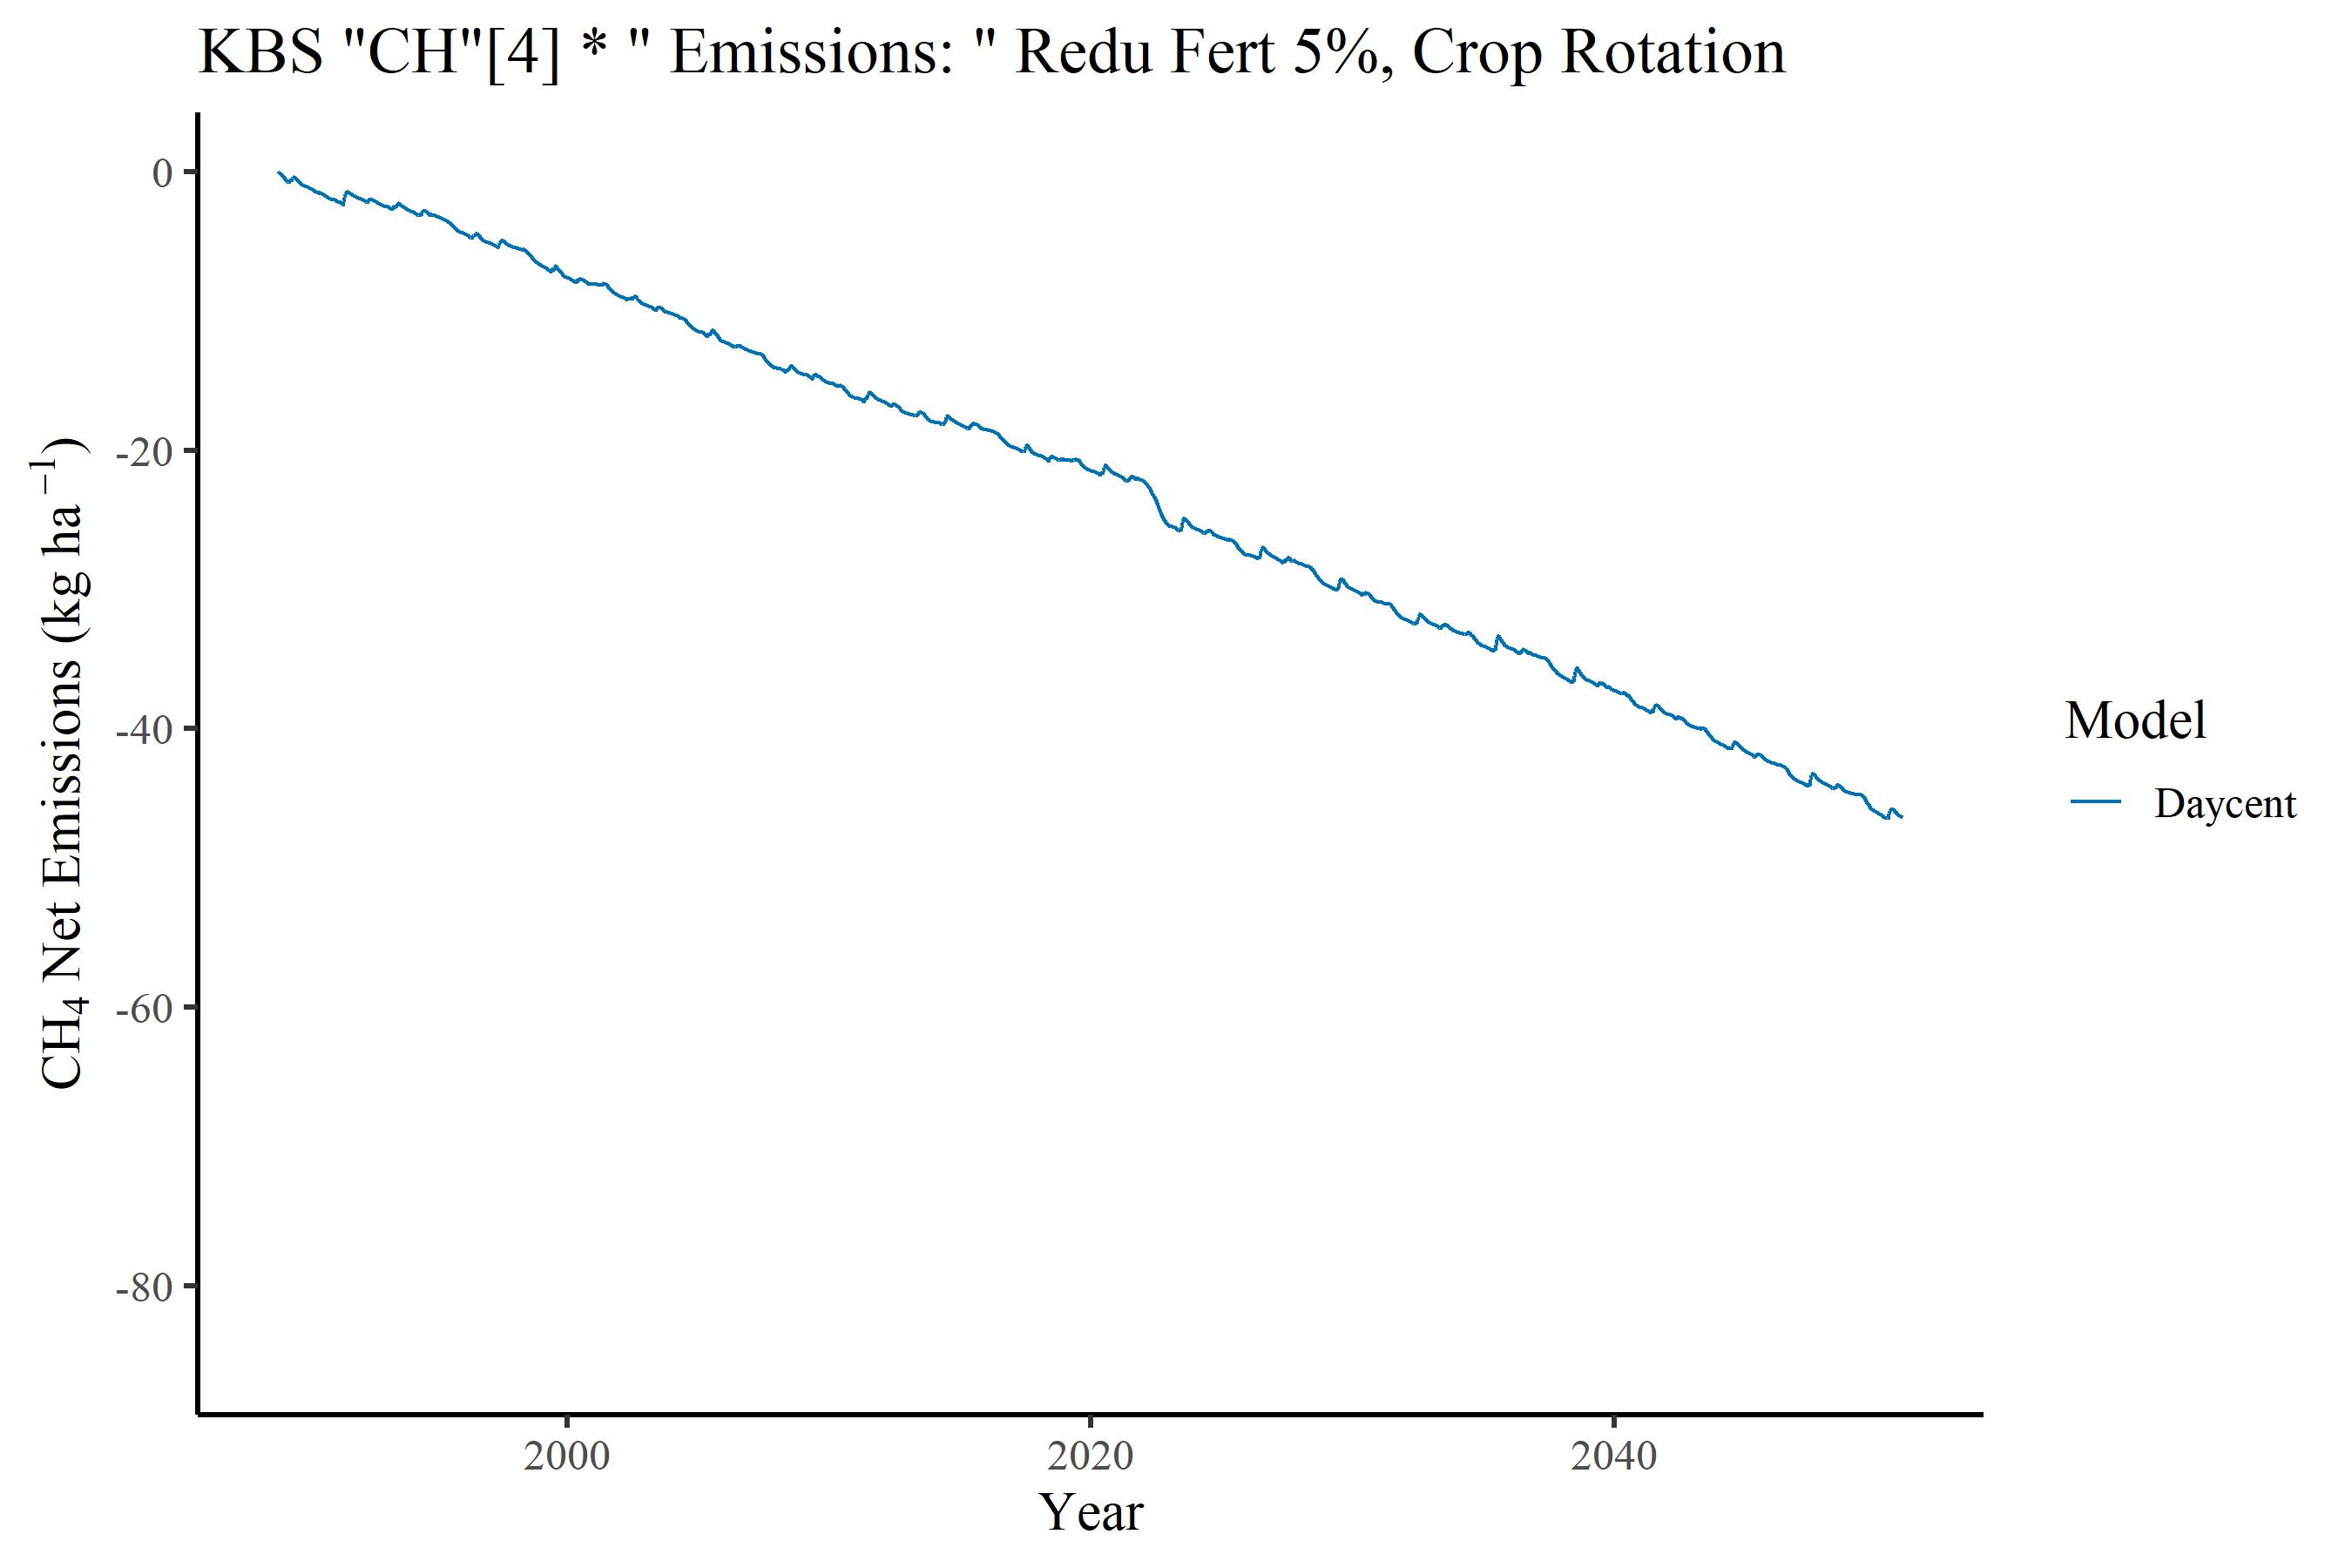 KBS "CH"[4] * " Emissions: " Redu Fert 5%, Crop Rotation
CH₄ Net Emissions (kg ha⁻¹)
0
-20
-40
-60
-80
2000 2020 2040
Year
Model
Daycent